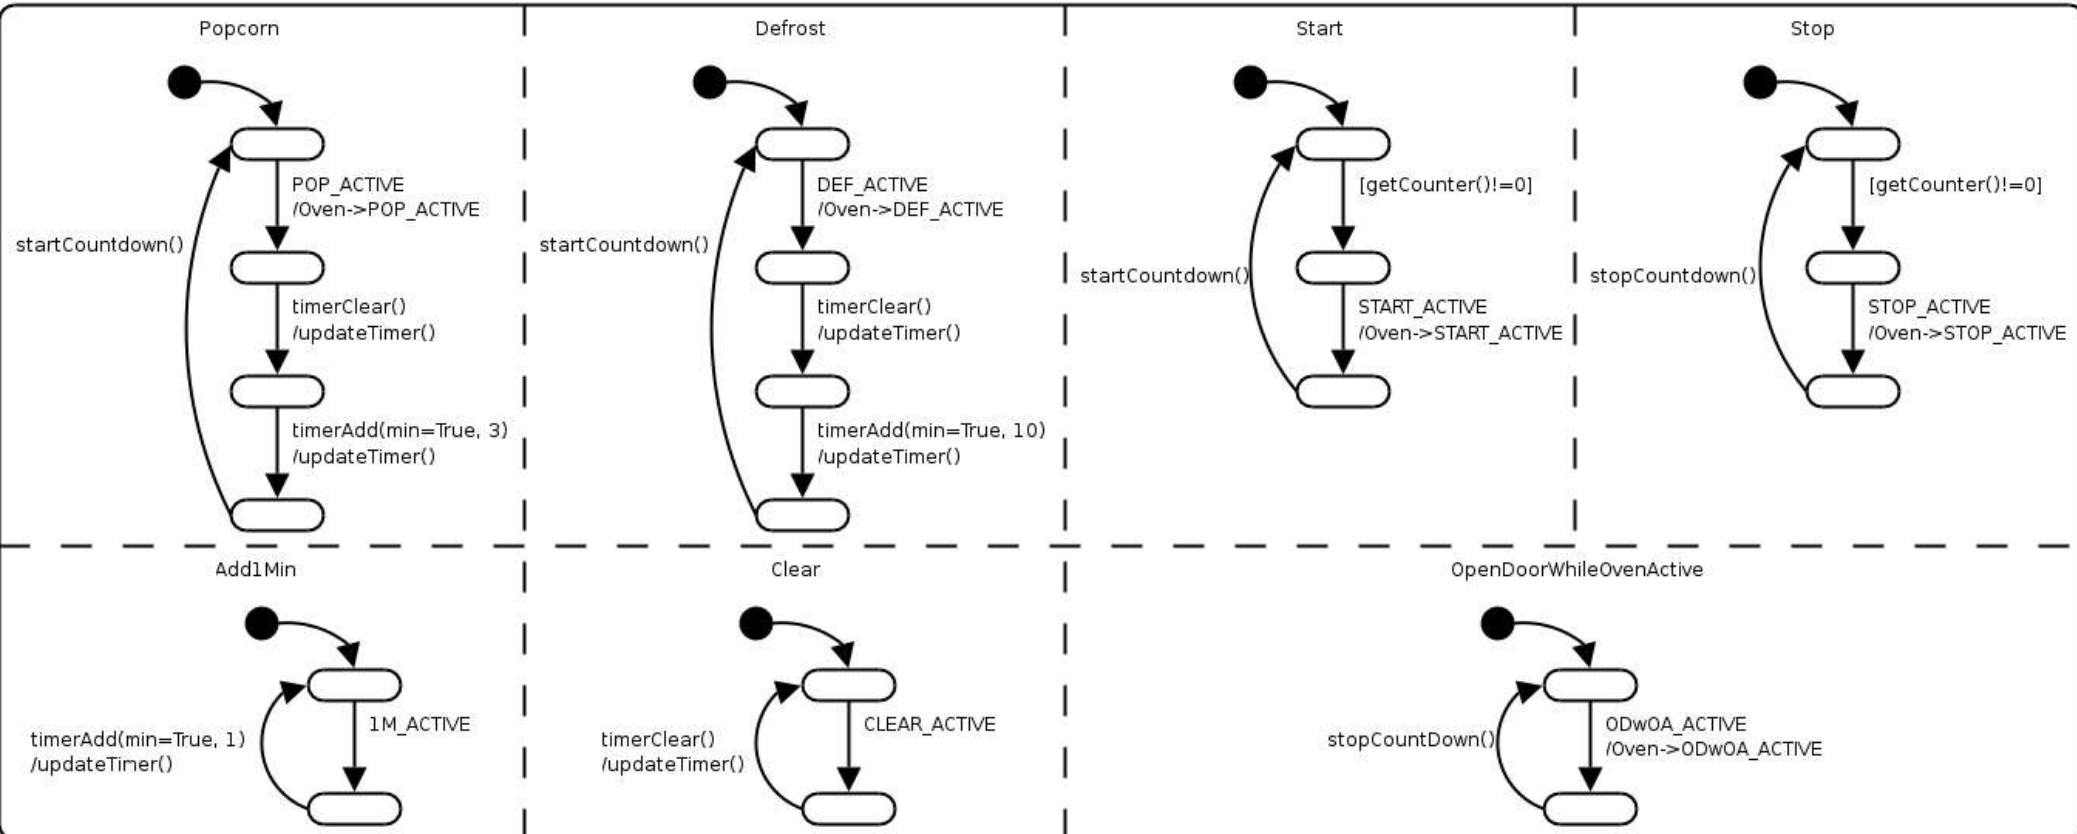 Popcorn
POP_ACTIVE
/Oven->POP_ACTIVE
startCountdown()
timerClear()
/updateTimer()
timerAdd(min=True, 3)
/updateTimer()
Defrost
DEF_ACTIVE
/Oven->DEF_ACTIVE
startCountdown()
timerClear()
/updateTimer()
timerAdd(min=True, 10)
/updateTimer()
Start
[getCounter()!=0]
startCountdown()
START_ACTIVE
/Oven->START_ACTIVE
Stop
[getCounter()!=0]
stopCountdown()
STOP_ACTIVE
/Oven->STOP_ACTIVE
Add1Min
1M_ACTIVE
timerAdd(min=True, 1)
/updateTimer()
Clear
CLEAR_ACTIVE
timerClear()
/updateTimer()
OpenDoorWhileOvenActive
ODwOA_ACTIVE
/Oven->ODwOA_ACTIVE
stopCountDown()